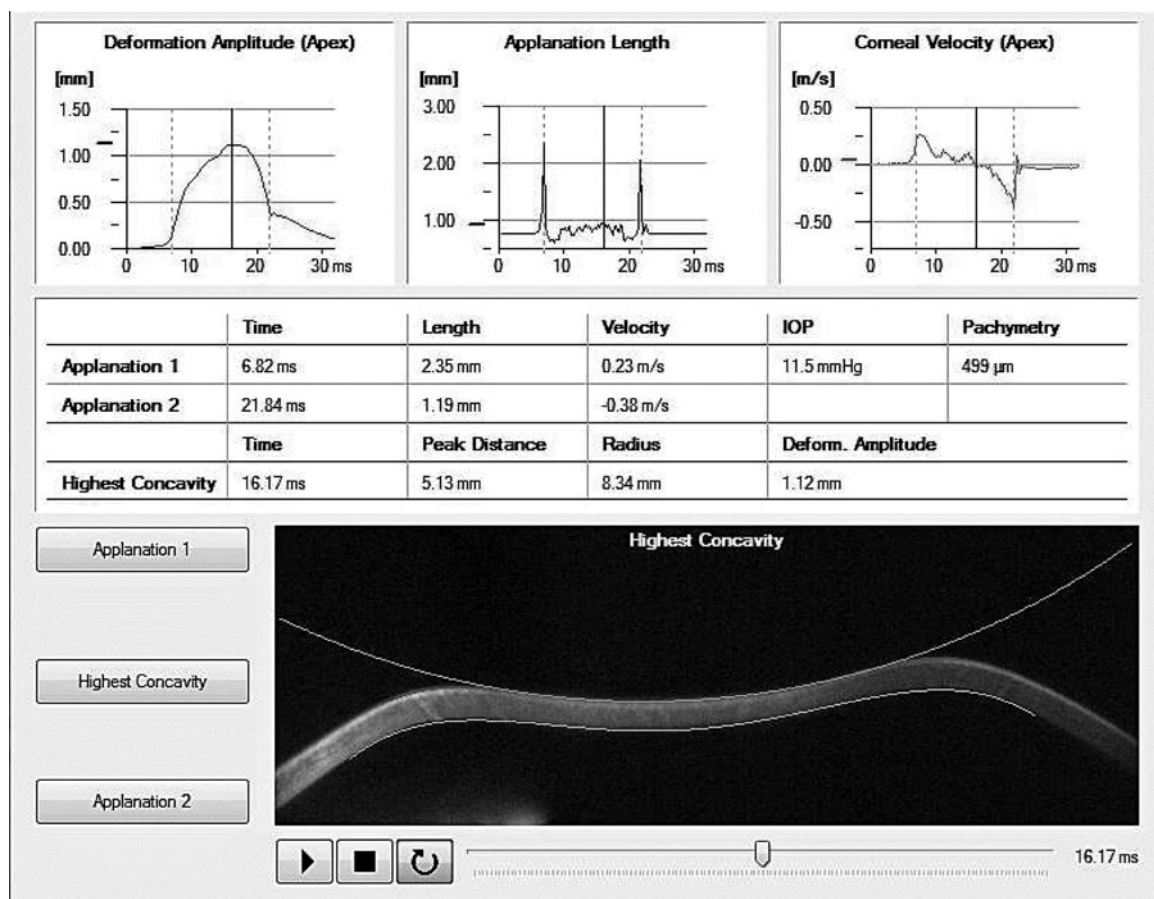 Deformation Amplitude (Apex)
[mm]
1.50
1.00
0.50
0.00
0 10 20 30 ms
Applanation Length
[mm]
3.00
2.00
1.00
0 10 20 30 ms
Corneal Velocity (Apex)
[m/s]
0.50
0.00
-0.50
0 10 20 30 ms
Time Length Velocity IOP Pachymetry
Applanation 1 6.82 ms 2.35 mm 0.23 m/s 11.5 mmHg 499 µm
Applanation 2 21.84 ms 1.19 mm -0.38 m/s
Time Peak Distance Radius Deform. Amplitude
Highest Concavity 16.17 ms 5.13 mm 8.34 mm 1.12 mm
Applanation 1
Highest Concavity
Applanation 2
Highest Concavity
16.17 ms